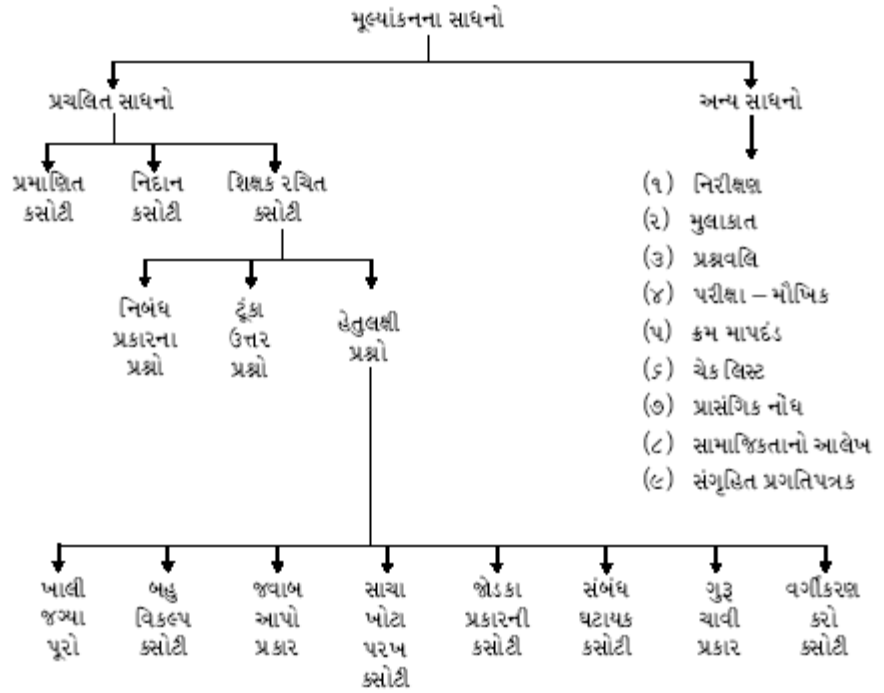 મૂલ્યાંકનના સાધનો
પ્રચલિત સાધનો
અન્ય સાધનો
પ્રમાણિત
કસોટી
નિદાન
કસોટી
શિક્ષક રચિત
કસોટી
નિબંધ
પ્રકારના
પ્રશ્નો
ટૂંકા
ઉત્તર
પ્રશ્નો
હેતુલક્ષી
પ્રશ્નો
(૧) નિરીક્ષણ
(૨) મુલાકાત
(૩) પ્રશ્નવલિ
(૪) પરીક્ષા – મૌખિક
(૫) ક્રમ માપદંડ
(૬) ચેક લિસ્ટ
(૭) પ્રાસંગિક નોંધ
(૮) સામાજિકતાનો આલેખ
(૯) સંગૃહિત પ્રગતિપત્રક
ખાલી
જગ્યા
પૂરો
બહુ
વિકલ્પ
કસોટી
જવાબ
આપો
પ્રકાર
સાચા
ખોટા
પરખ
કસોટી
જોડકા
પ્રકારની
કસોટી
સંબંધ
ઘટાયક
કસોટી
ગુરૂ
ચાવી
પ્રકાર
વર્ગીકરણ
કરો
કસોટી